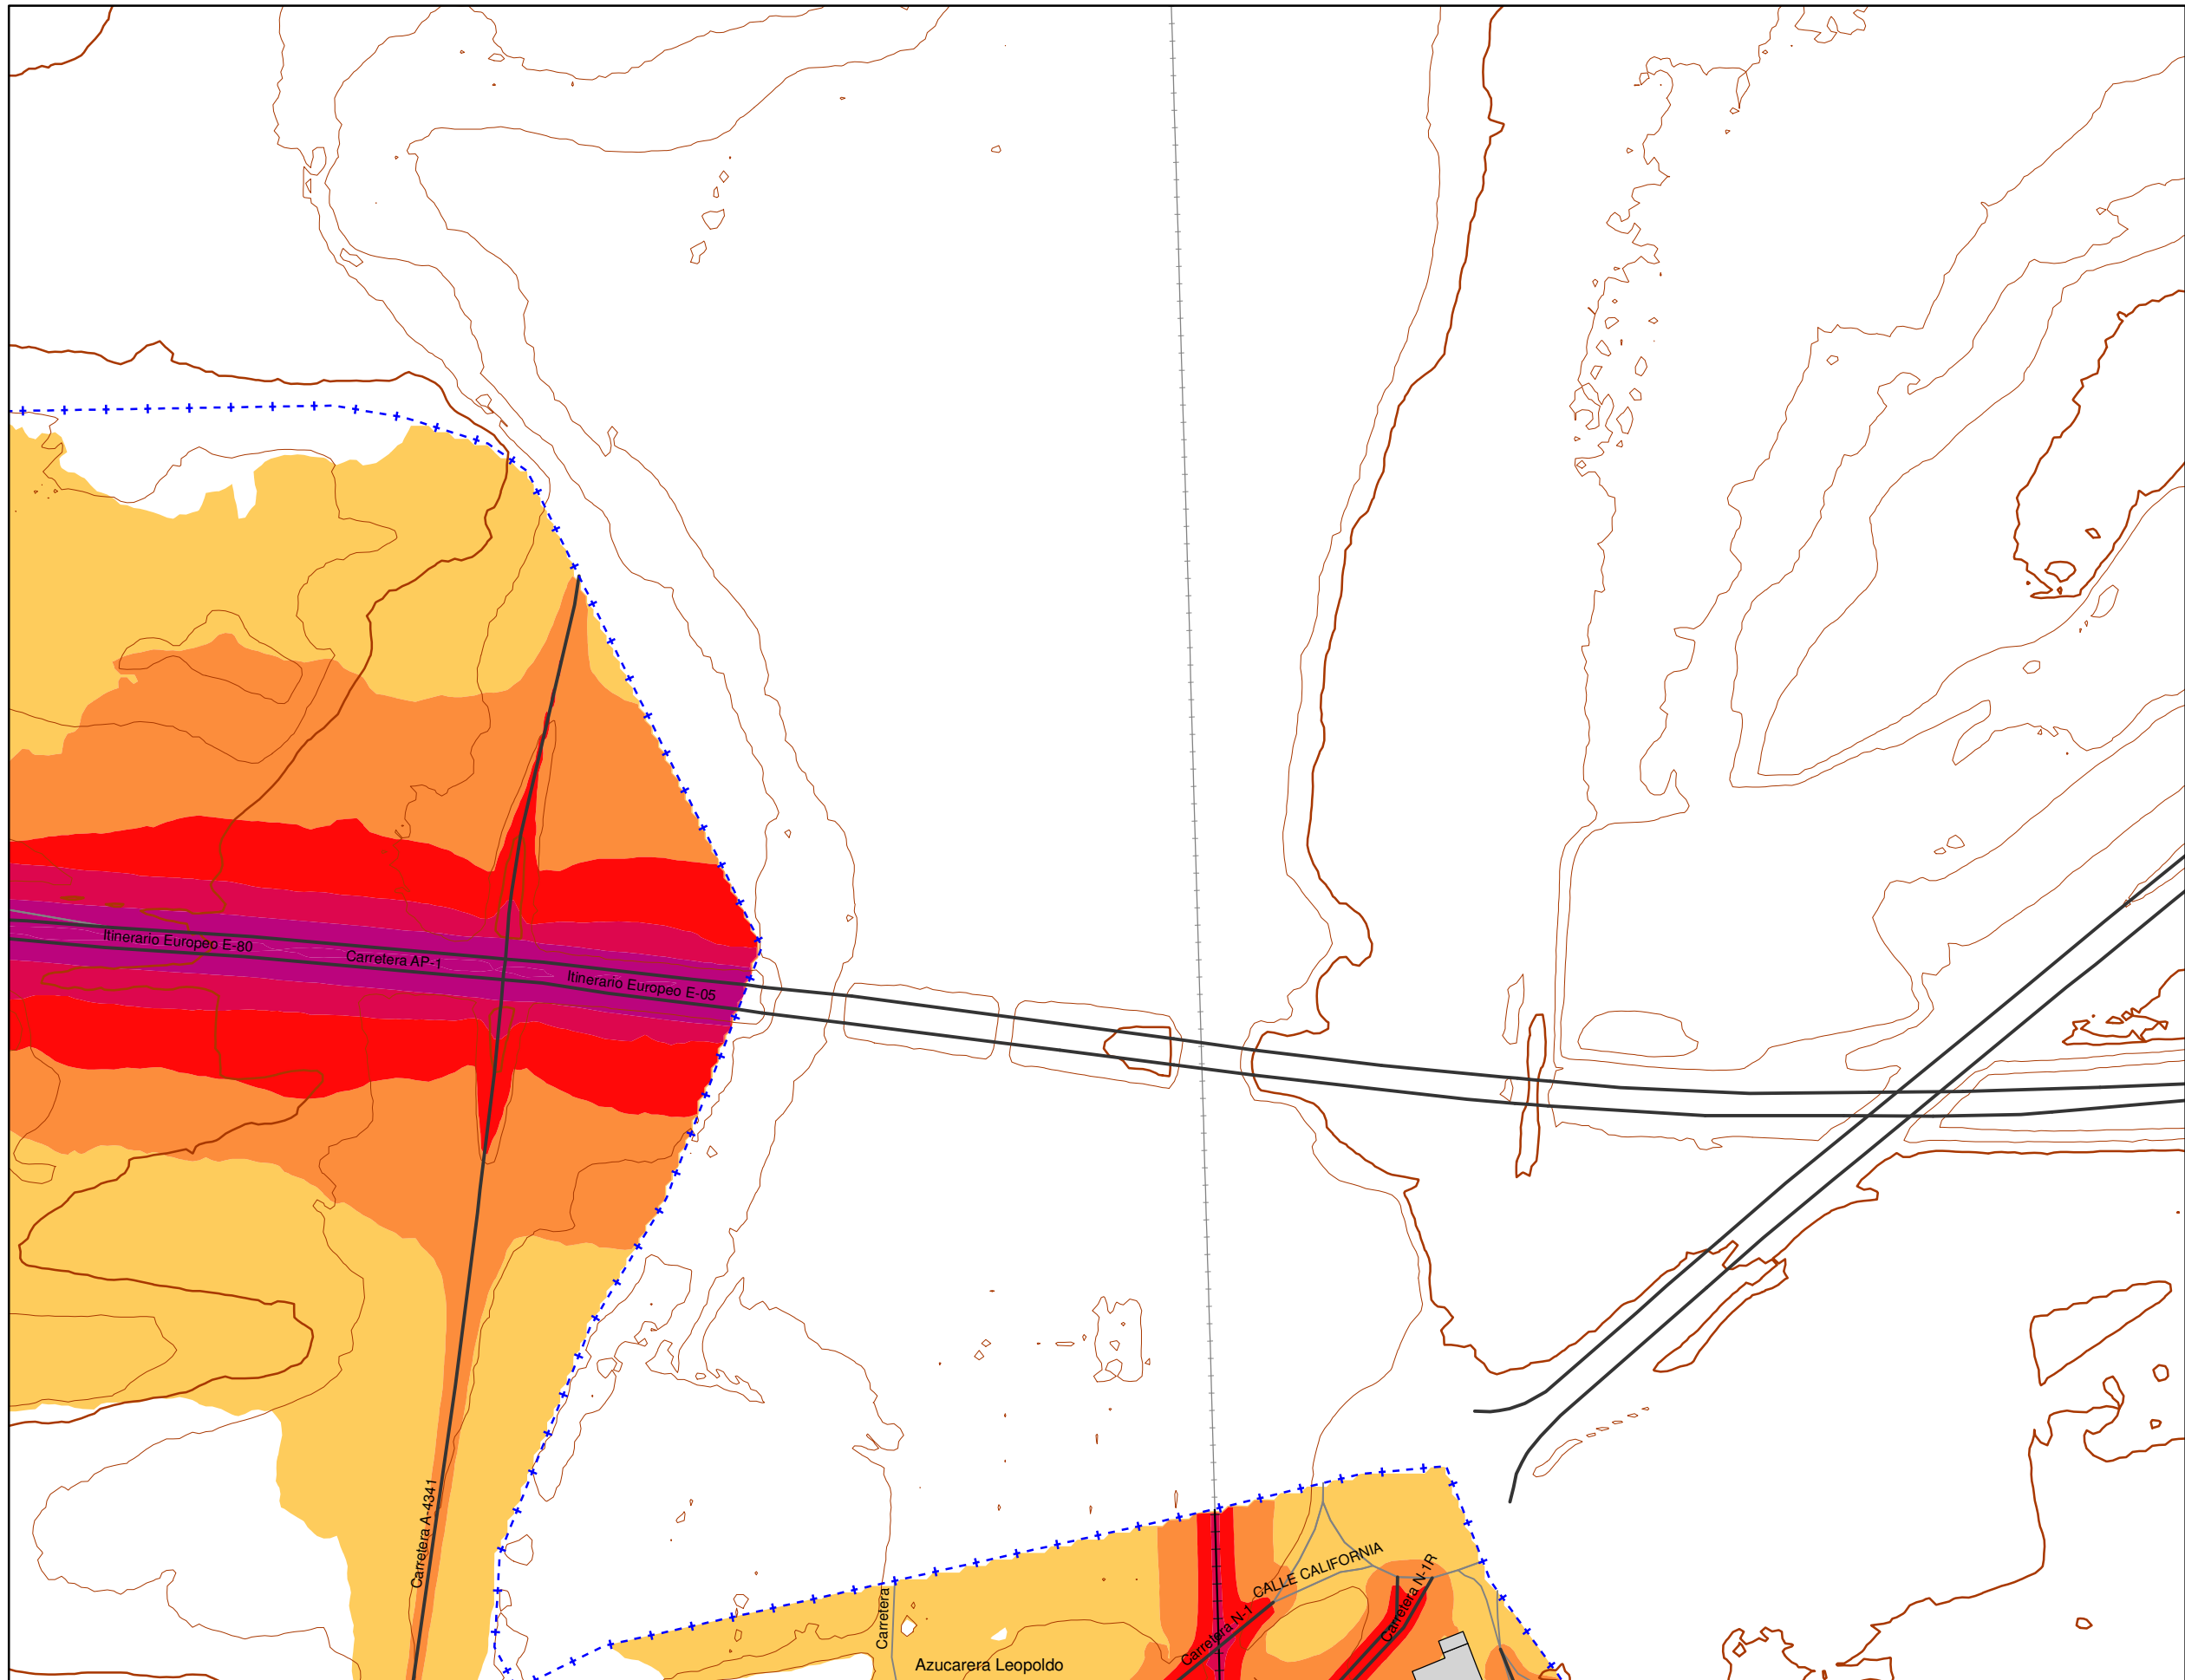 Itinerario Europeo E-80
Carretera AP-1
Itinerario Europeo E-05
Carretera A-4341
CALLE CALIFORNIA
Carretera N-1R
Carretera N-1
Carretera
Azucarera Leopoldo